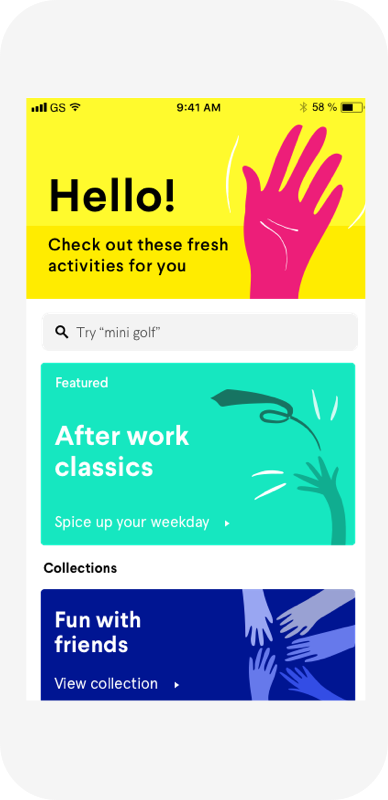 GS 9:41 AM 58 %
Hello!
Check out these fresh
activities for you
Try “mini golf”
Featured
After work
classics
Spice up your weekday
Collections
Fun with
friends
View collection